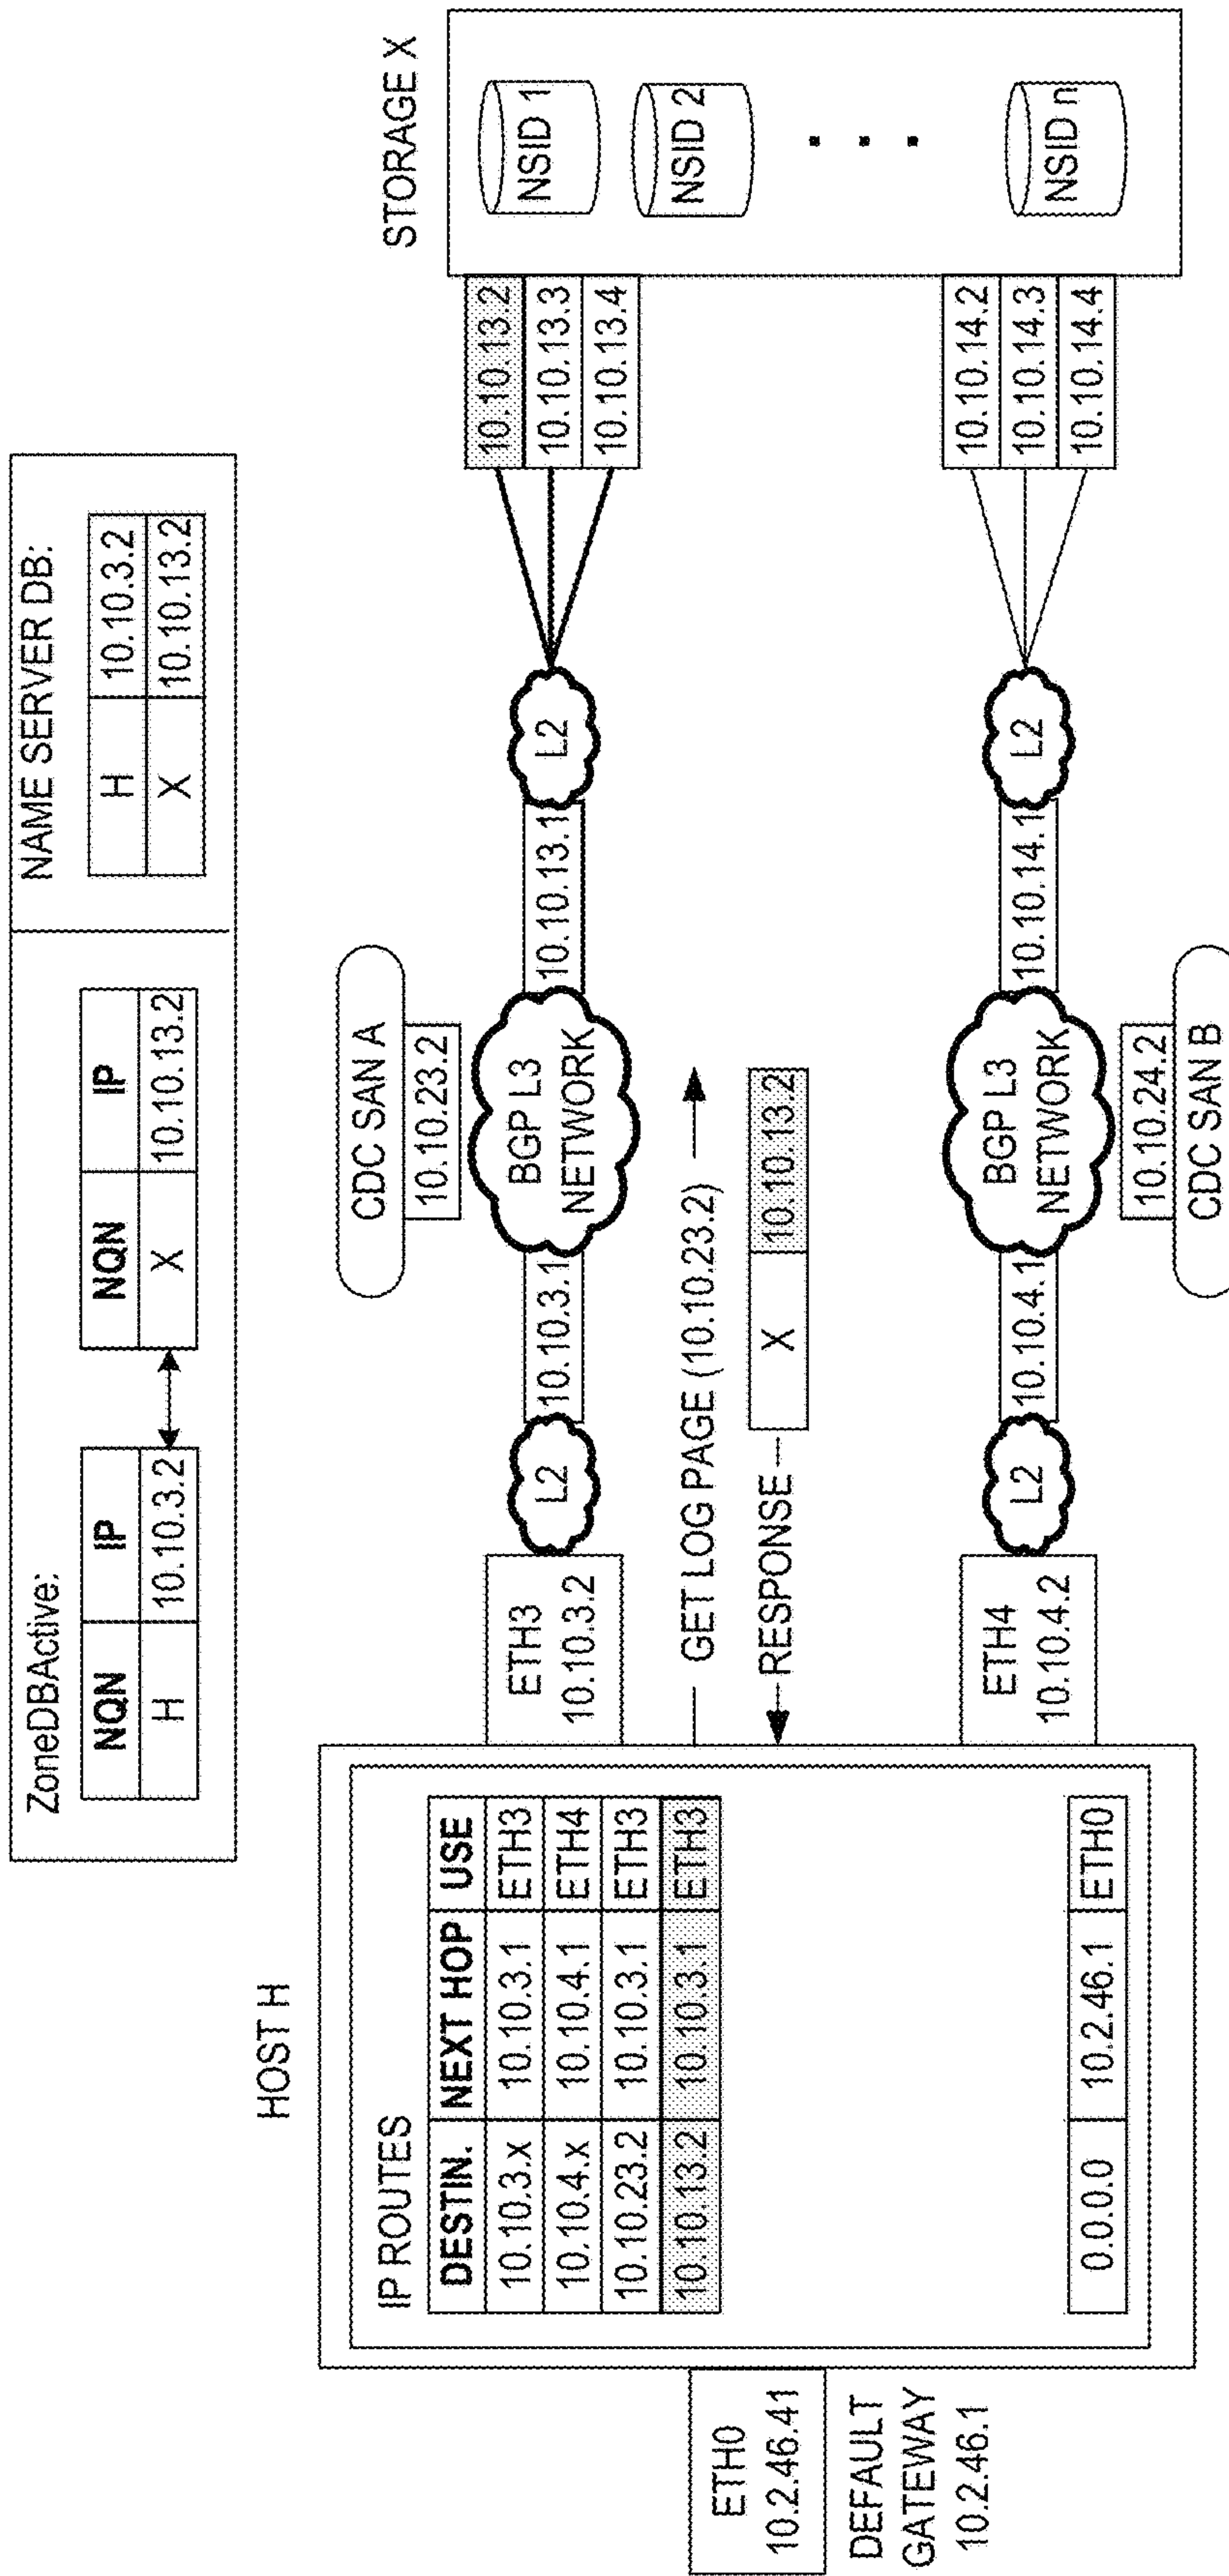 ZoneDBActive:
NQN IP
H 10.10.3.2
NQN IP
X 10.10.13.2
NAME SERVER DB:
H 10.10.3.2
X 10.10.13.2
HOST H
IP ROUTES
DESTIN. NEXT HOP USE
10.10.3.x 10.10.3.1 ETH3
10.10.4.x 10.10.4.1 ETH4
10.10.23.2 10.10.3.1 ETH3
10.10.13.2 10.10.3.1 ETH3
0.0.0.0 10.2.46.1 ETH0
ETH0
10.2.46.41
DEFAULT
GATEWAY
10.2.46.1
ETH3
10.10.3.2
L2
10.10.3.1
CDC SAN A
10.10.23.2
BGP L3
NETWORK
10.10.13.1
L2
GET LOG PAGE (10.10.23.2)
RESPONSE
X 10.10.13.2
ETH4
10.10.4.2
L2
10.10.4.1
BGP L3
NETWORK
10.10.24.2
CDC SAN B
10.10.14.1
L2
STORAGE X
10.10.13.2
10.10.13.3
10.10.13.4
10.10.14.2
10.10.14.3
10.10.14.4
NSID 1
NSID 2
. . .
NSID n